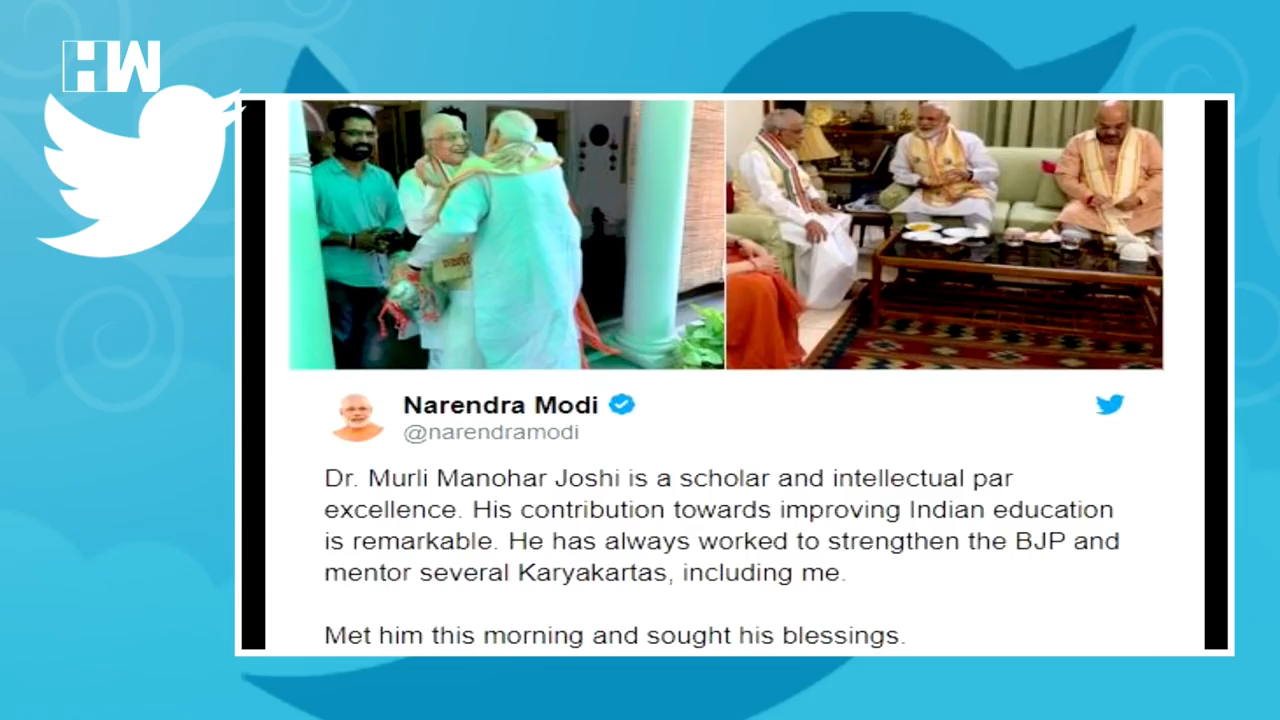 HW
Narendra Modi
@narendramodi
Dr. Murli Manohar Joshi is a scholar and intellectual par
excellence. His contribution towards improving Indian education
is remarkable. He has always worked to strengthen the BJP and
mentor several Karyakartas, including me.
Met him this morning and sought his blessings.